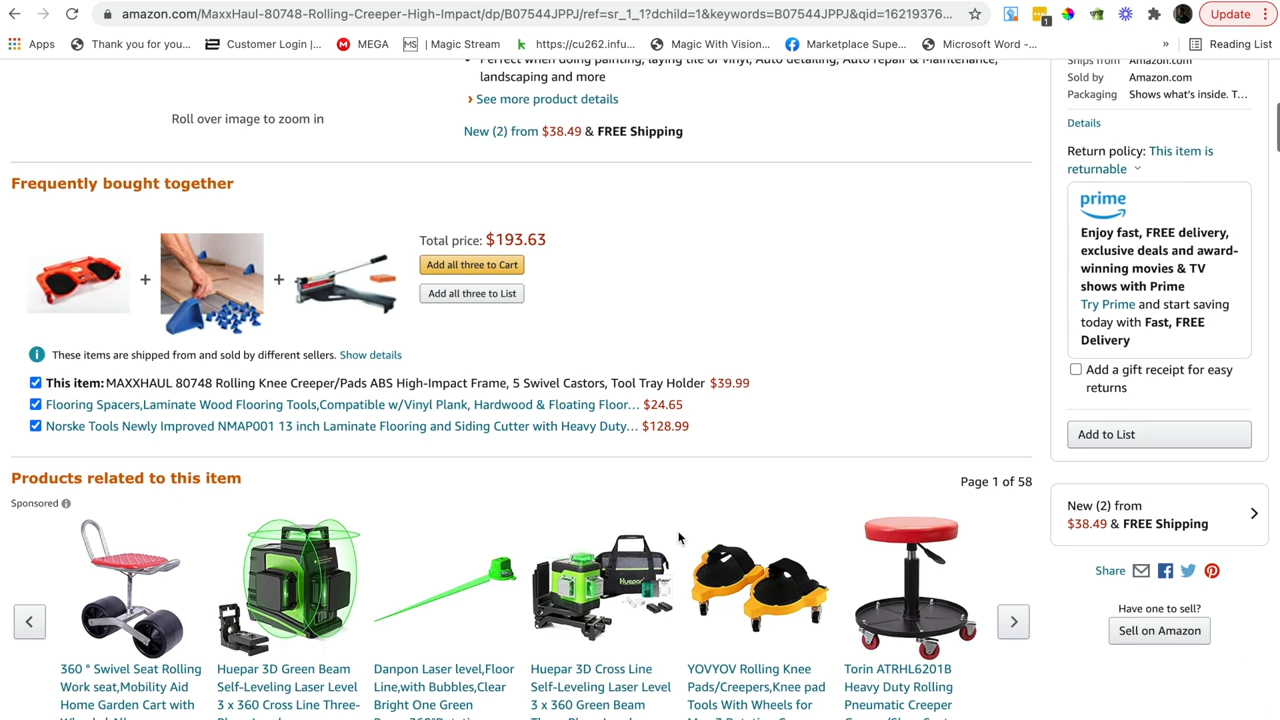 amazon.com/MaxxHaul-80748-Rolling-Creeper-High-Impact/dp/B07544JPPJ/ref=sr_1_1?dchild=1&keywords=B07544JPPJ&qid=16219376...
1
Update
Apps
Thank you for you...
Customer Login |...
MEGA
MS | Magic Stream
https://cu262.infu...
Magic With Vision...
Marketplace Supe...
Microsoft Word -...
»
Reading List
• Perfect when doing painting, laying tile or vinyl, Auto detailing, Auto repair & Maintenance,
landscaping and more
› See more product details
Roll over image to zoom in
New (2) from $38.49 & FREE Shipping
Frequently bought together
Total price: $193.63
Add all three to Cart
Add all three to List
These items are shipped from and sold by different sellers. Show details
This item: MAXXHAUL 80748 Rolling Knee Creeper/Pads ABS High-Impact Frame, 5 Swivel Castors, Tool Tray Holder $39.99
Flooring Spacers,Laminate Wood Flooring Tools,Compatible w/Vinyl Plank, Hardwood & Floating Floor... $24.65
Norske Tools Newly Improved NMAP001 13 inch Laminate Flooring and Siding Cutter with Heavy Duty... $128.99
Products related to this item
Page 1 of 58
Sponsored
360 ° Swivel Seat Rolling
Work seat,Mobility Aid
Home Garden Cart with
Huepar 3D Green Beam
Self-Leveling Laser Level
3 x 360 Cross Line Three-
Danpon Laser level,Floor
Line,with Bubbles,Clear
Bright One Green
Huepar
Huepar 3D Cross Line
Self-Leveling Laser Level
3 x 360 Green Beam
YOVYOV Rolling Knee
Pads/Creepers,Knee pad
Tools With Wheels for
Torin ATRHL6201B
Heavy Duty Rolling
Pneumatic Creeper
Ships from Amazon.com
Sold by Amazon.com
Packaging Shows what's inside. T...
Details
Return policy: This item is
returnable
prime
Enjoy fast, FREE delivery,
exclusive deals and award-
winning movies & TV
shows with Prime
Try Prime and start saving
today with Fast, FREE
Delivery
Add a gift receipt for easy
returns
Add to List
New (2) from
$38.49 & FREE Shipping
Share
Have one to sell?
Sell on Amazon